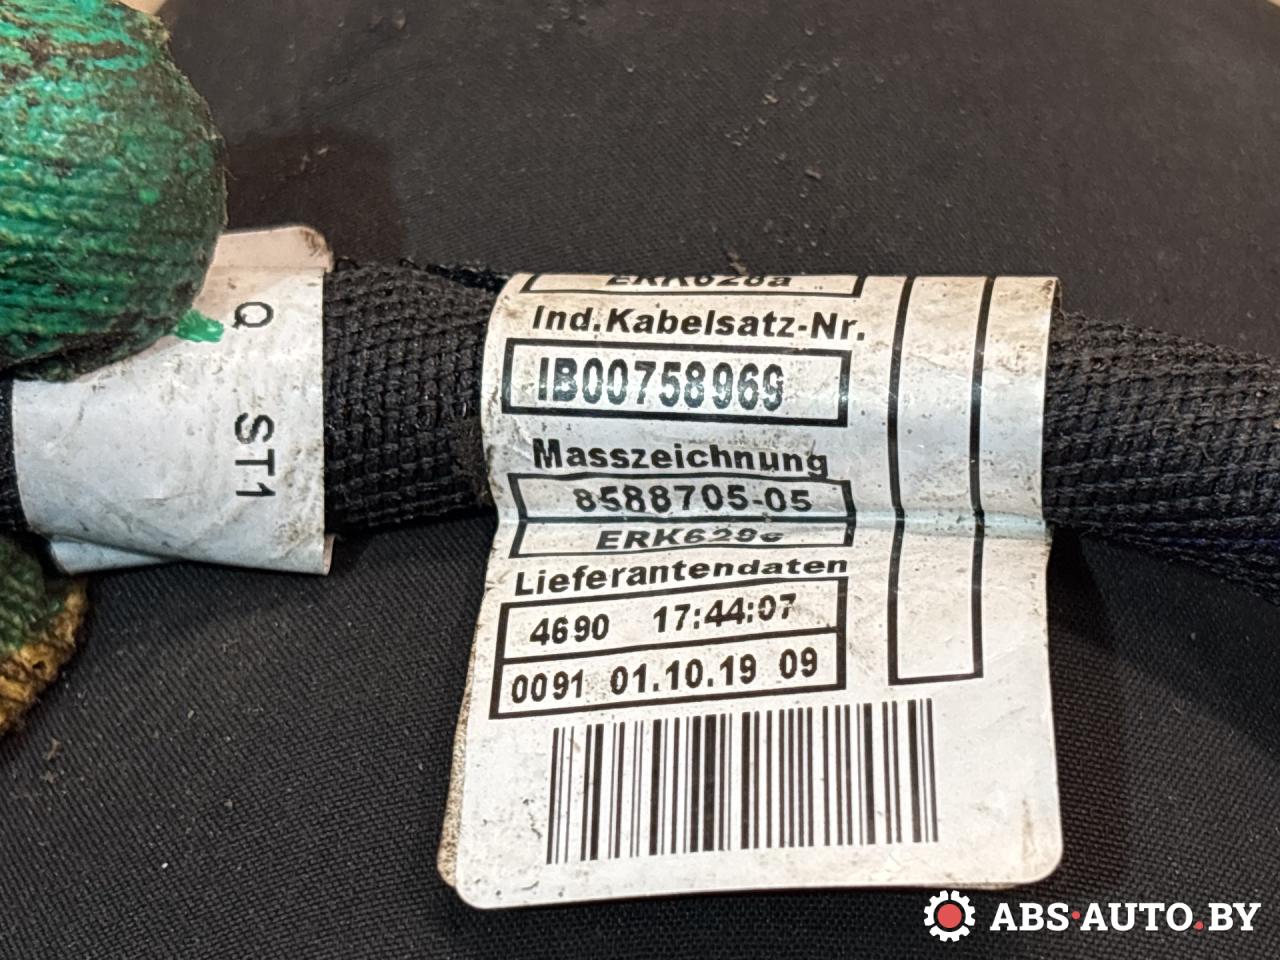 Q ST1
ERK628a
Ind.Kabelsatz-Nr.
IB00758969
Masszeichnung
8588705-05
Lieferantendaten
4690 17:44:07
0091 01.10.19 09
ABS·AUTO.BY